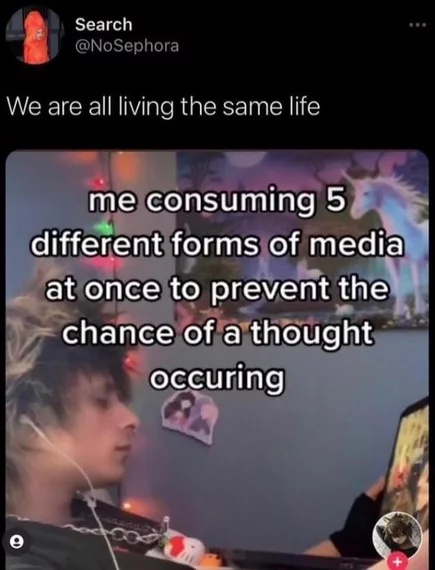 Search
@NoSephora
We are all living the same life
me consuming 5
different forms of media
at once to prevent the
chance of a thought
occuring